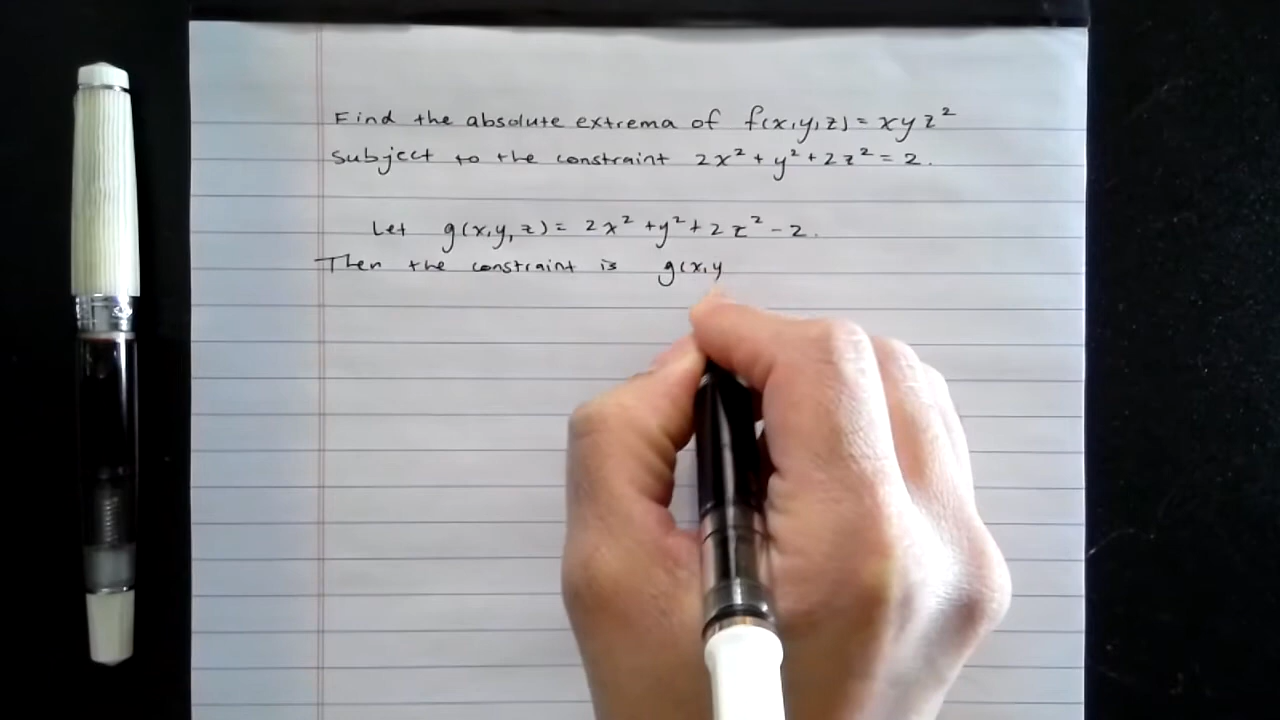 Find the absolute extrema of f(x,y,z) = xyz²
subject to the constraint 2x² + y² + 2z² = 2.
Let g(x,y,z) = 2x² + y² + 2z² - 2.
Then the constraint is g(x,y